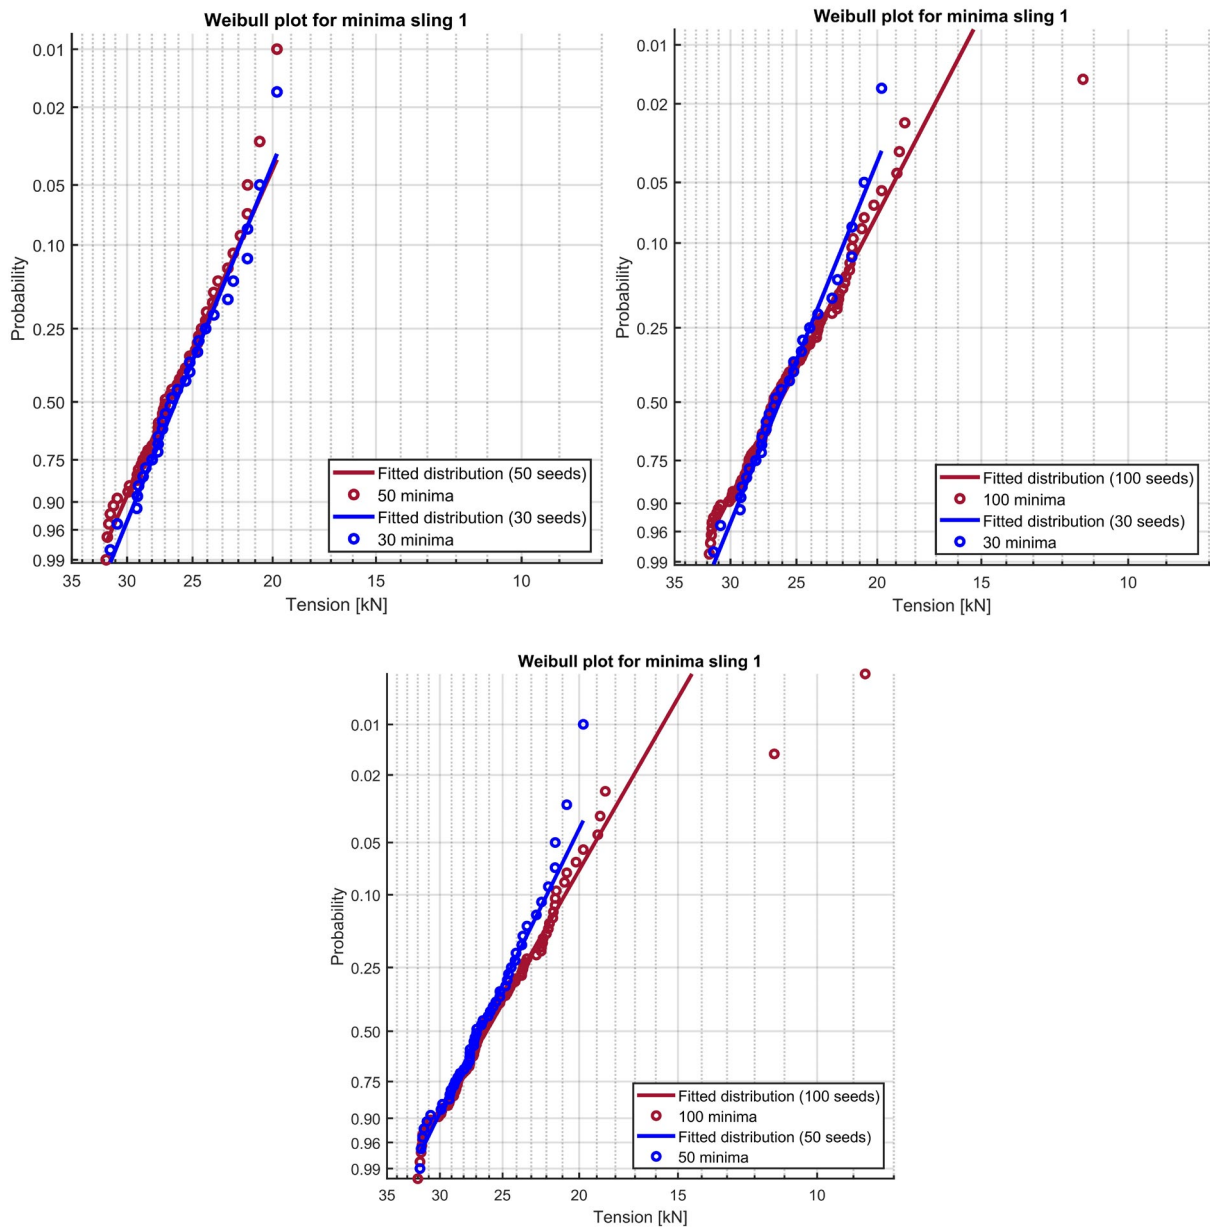 Weibull plot for minima sling 1
0.01
0.02
0.05
0.10
0.25
0.50
0.75
0.90
0.96
0.99
Probability
35 30 25 20 15 10
Tension [kN]
Fitted distribution (50 seeds)
50 minima
Fitted distribution (30 seeds)
30 minima
Weibull plot for minima sling 1
0.01
0.02
0.05
0.10
0.25
0.50
0.75
0.90
0.96
0.99
Probability
35 30 25 20 15 10
Tension [kN]
Fitted distribution (100 seeds)
100 minima
Fitted distribution (30 seeds)
30 minima
Weibull plot for minima sling 1
0.01
0.02
0.05
0.10
0.25
0.50
0.75
0.90
0.96
0.99
Probability
35 30 25 20 15 10
Tension [kN]
Fitted distribution (100 seeds)
100 minima
Fitted distribution (50 seeds)
50 minima